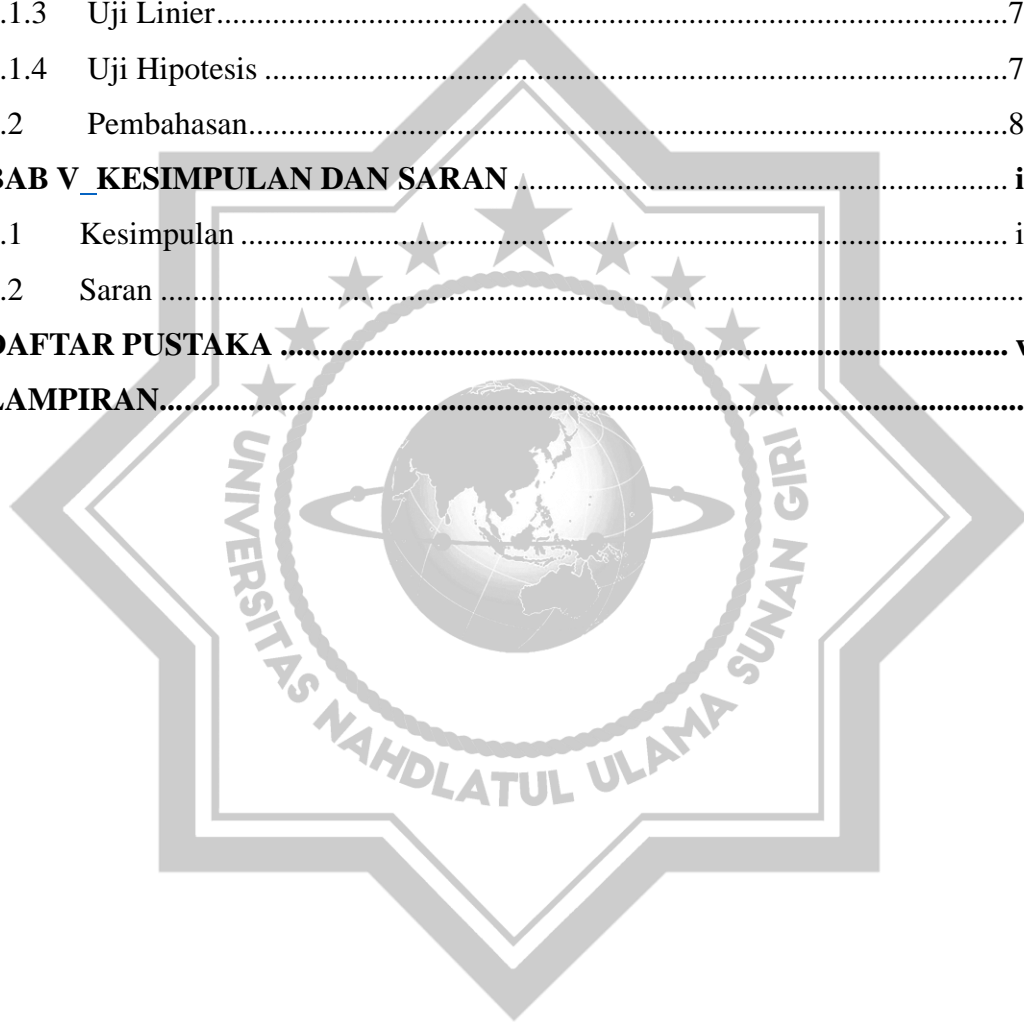 .1.3 Uji Linier...............7
.1.4 Uji Hipotesis ...............7
.2 Pembahasan...............8
BAB V_KESIMPULAN DAN SARAN ............... i
.1 Kesimpulan ............... i
.2 Saran ...............
DAFTAR PUSTAKA ............... v
LAMPIRAN...............
UNIVERSITAS NAHDLATUL ULAMA SUNAN GIRI